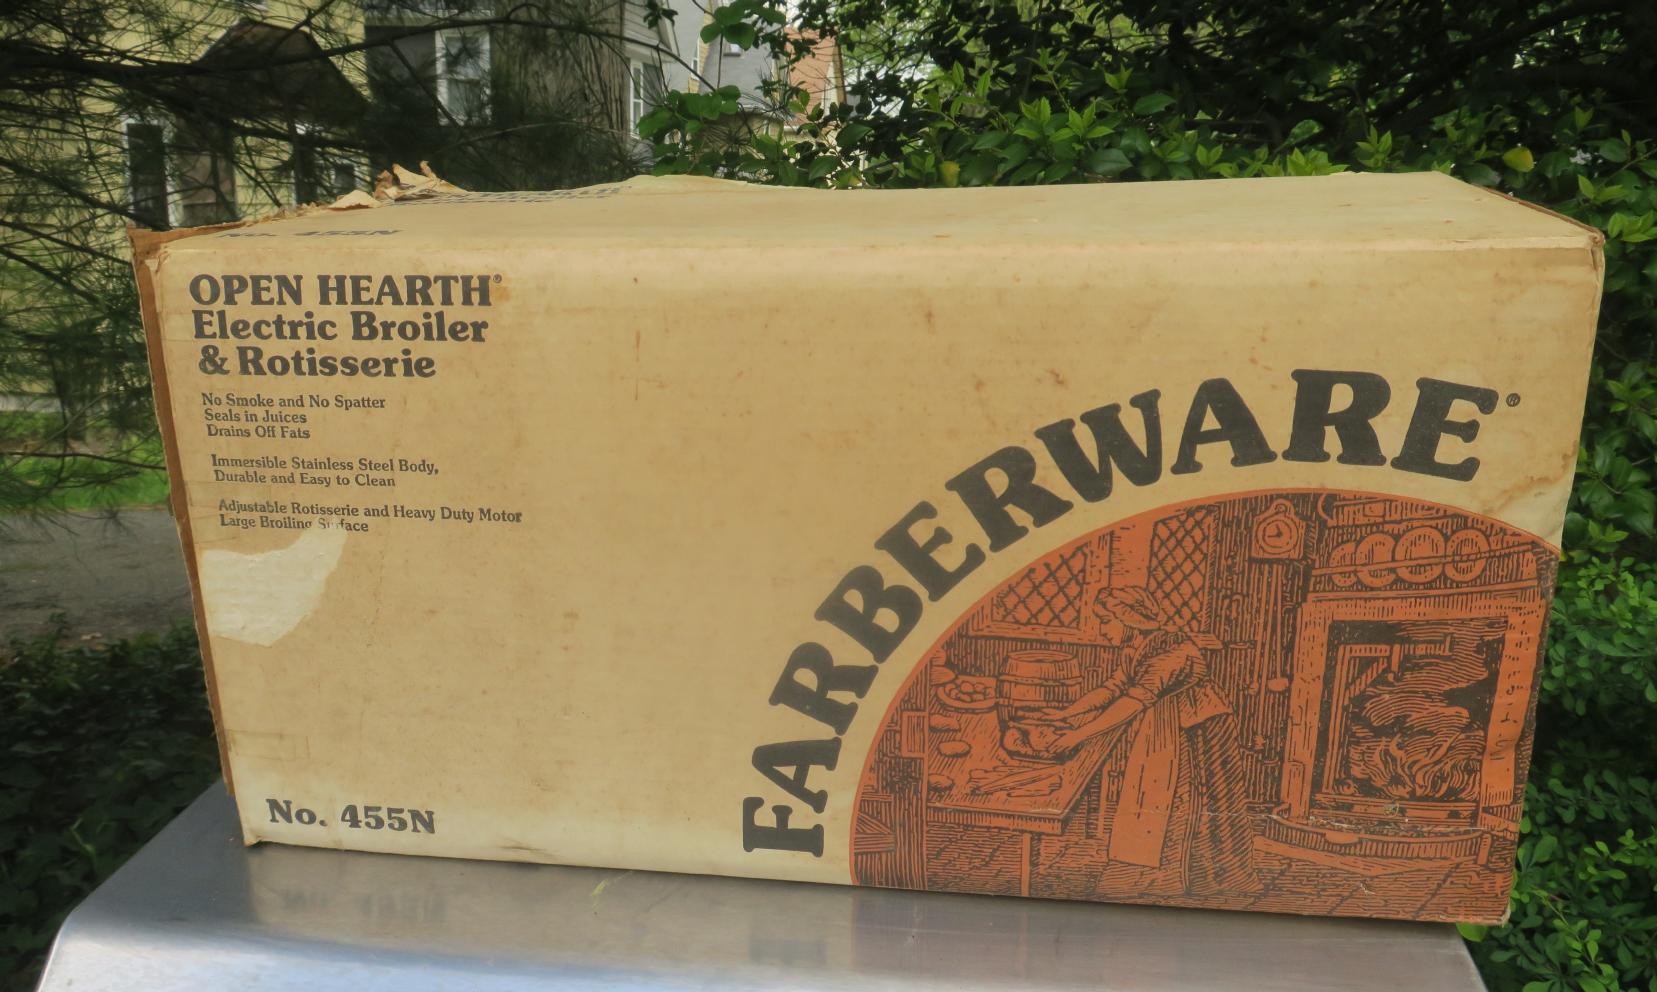 No. 455N
OPEN HEARTH®
Electric Broiler
& Rotisserie
No Smoke and No Spatter
Seals in Juices
Drains Off Fats
Immersible Stainless Steel Body,
Durable and Easy to Clean
Adjustable Rotisserie and Heavy Duty Motor
Large Broiling Surface
No. 455N
FARBERWARE®